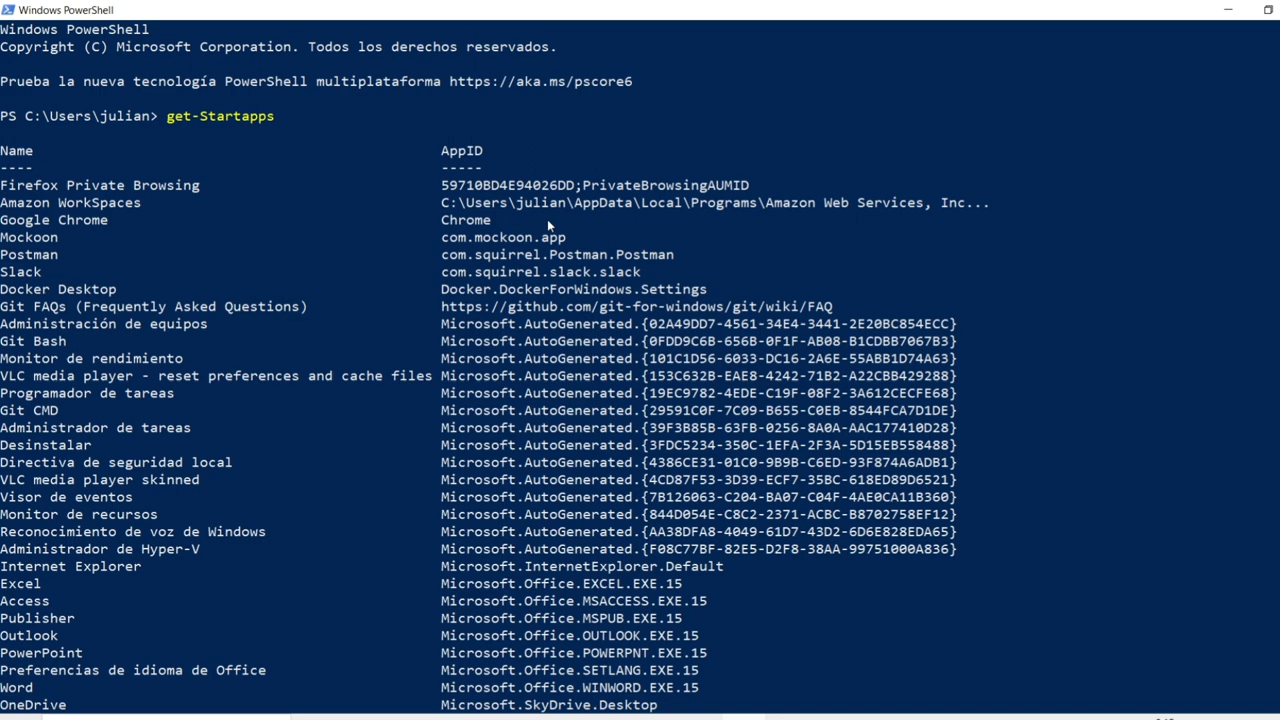 Windows PowerShell
Windows PowerShell
Copyright (C) Microsoft Corporation. Todos los derechos reservados.
Prueba la nueva tecnología PowerShell multiplataforma https://aka.ms/pscore6
PS C:\Users\julian> get-Startapps
Name AppID
---- -----
Firefox Private Browsing 59710BD4E94026DD;PrivateBrowsingAUMID
Amazon WorkSpaces C:\Users\julian\AppData\Local\Programs\Amazon Web Services, Inc...
Google Chrome Chrome
Mockoon com.mockoon.app
Postman com.squirrel.Postman.Postman
Slack com.squirrel.slack.slack
Docker Desktop Docker.DockerForWindows.Settings
Git FAQs (Frequently Asked Questions) https://github.com/git-for-windows/git/wiki/FAQ
Administración de equipos Microsoft.AutoGenerated.{02A49DD7-4561-34E4-3441-2E20BC854ECC}
Git Bash Microsoft.AutoGenerated.{0FDD9C6B-656B-0F1F-AB08-B1CDBB7067B3}
Monitor de rendimiento Microsoft.AutoGenerated.{101C1D56-6033-DC16-2A6E-55ABB1D74A63}
VLC media player - reset preferences and cache files Microsoft.AutoGenerated.{153C632B-EAE8-4242-71B2-A22CBB429288}
Programador de tareas Microsoft.AutoGenerated.{19EC9782-4EDE-C19F-08F2-3A612CECFE68}
Git CMD Microsoft.AutoGenerated.{29591C0F-7C09-B655-C0EB-8544FCA7D1DE}
Administrador de tareas Microsoft.AutoGenerated.{39F3B85B-63FB-0256-8A0A-AAC177410D28}
Desinstalar Microsoft.AutoGenerated.{3FDC5234-350C-1EFA-2F3A-5D15EB558488}
Directiva de seguridad local Microsoft.AutoGenerated.{4386CE31-01C0-9B9B-C6ED-93F874A6ADB1}
VLC media player skinned Microsoft.AutoGenerated.{4CD87F53-3D39-ECF7-35BC-618ED89D6521}
Visor de eventos Microsoft.AutoGenerated.{7B126063-C204-BA07-C04F-4AE0CA11B360}
Monitor de recursos Microsoft.AutoGenerated.{844D054E-C8C2-2371-ACBC-B8702758EF12}
Reconocimiento de voz de Windows Microsoft.AutoGenerated.{AA38DFA8-4049-61D7-43D2-6D6E828EDA65}
Administrador de Hyper-V Microsoft.AutoGenerated.{F08C77BF-82E5-D2F8-38AA-99751000A836}
Internet Explorer Microsoft.InternetExplorer.Default
Excel Microsoft.Office.EXCEL.EXE.15
Access Microsoft.Office.MSACCESS.EXE.15
Publisher Microsoft.Office.MSPUB.EXE.15
Outlook Microsoft.Office.OUTLOOK.EXE.15
PowerPoint Microsoft.Office.POWERPNT.EXE.15
Preferencias de idioma de Office Microsoft.Office.SETLANG.EXE.15
Word Microsoft.Office.WINWORD.EXE.15
OneDrive Microsoft.SkyDrive.Desktop